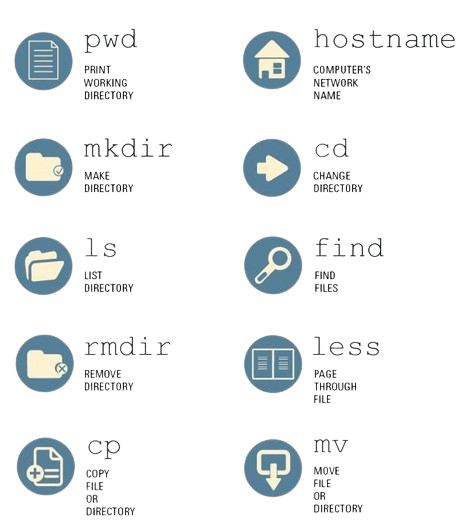 pwd
PRINT
WORKING
DIRECTORY
hostname
COMPUTER'S
NETWORK
NAME
mkdir
MAKE
DIRECTORY
cd
CHANGE
DIRECTORY
ls
LIST
DIRECTORY
find
FIND
FILES
rmdir
REMOVE
DIRECTORY
less
PAGE
THROUGH
FILE
cp
COPY
FILE
OR
DIRECTORY
mv
MOVE
FILE
OR
DIRECTORY